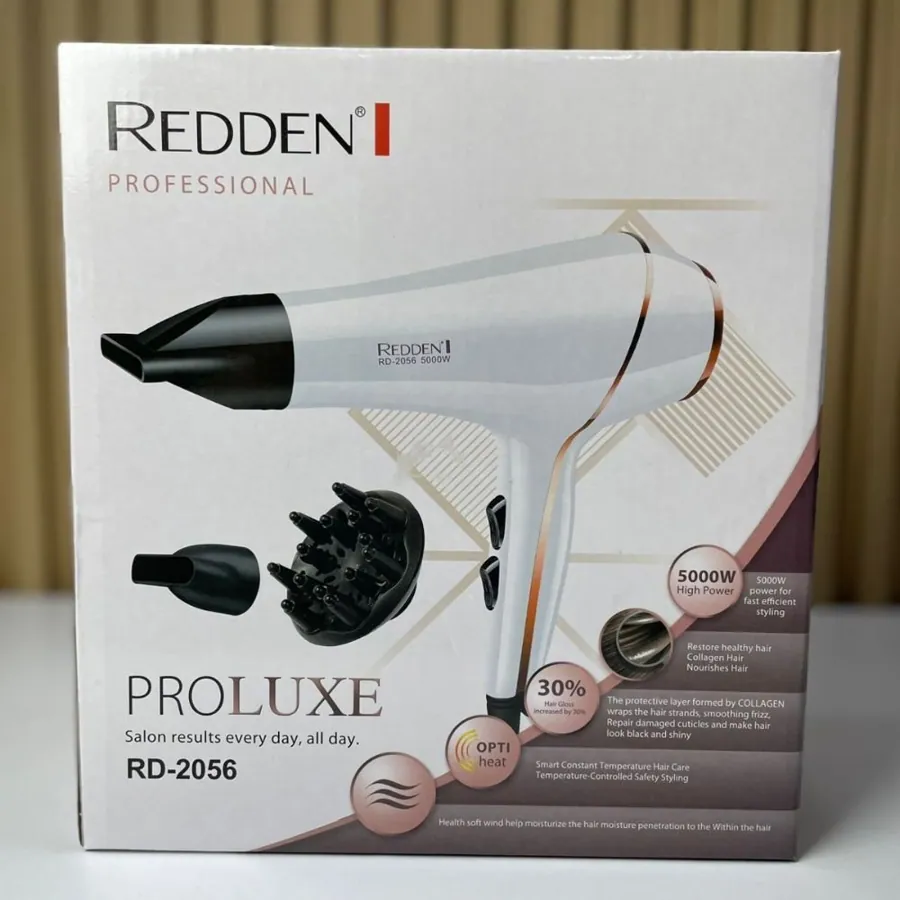 REDDEN®
PROFESSIONAL
REDDEN
RD-2056 5000W
5000W
High Power
5000W
power for
fast efficient
styling
Restore healthy hair
Collagen Hair
Nourishes Hair
30%
Hair Gloss
increased by 30%
The protective layer formed by COLLAGEN
wraps the hair strands, smoothing frizz,
Repair damaged cuticles and make hair
look black and shiny
PROLUXE
Salon results every day, all day.
RD-2056
OPTI
heat
Smart Constant Temperature Hair Care
Temperature-Controlled Safety Styling
Health soft wind help moisturize the hair moisture penetration to the Within the hair